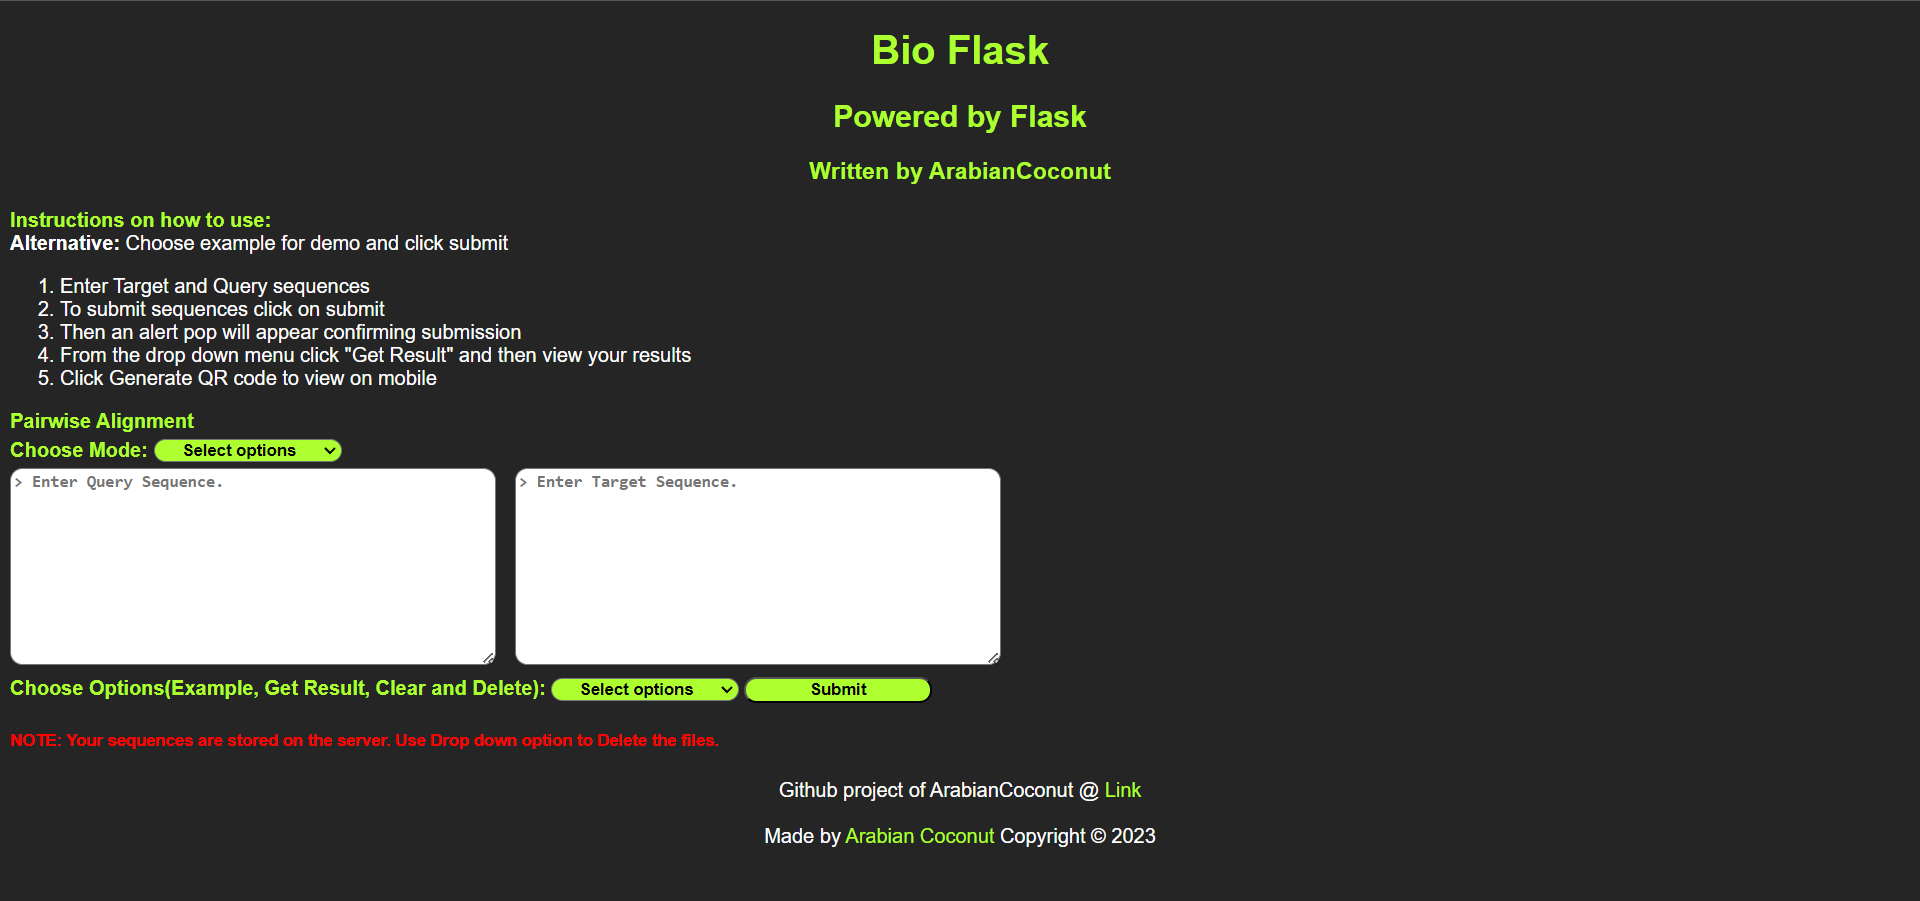 Bio Flask
Powered by Flask
Written by ArabianCoconut
Instructions on how to use:
Alternative: Choose example for demo and click submit
1. Enter Target and Query sequences
2. To submit sequences click on submit
3. Then an alert pop will appear confirming submission
4. From the drop down menu click "Get Result" and then view your results
5. Click Generate QR code to view on mobile
Pairwise Alignment
Choose Mode: Select options
> Enter Query Sequence. > Enter Target Sequence.
Choose Options(Example, Get Result, Clear and Delete): Select options Submit
NOTE: Your sequences are stored on the server. Use Drop down option to Delete the files.
Github project of ArabianCoconut @ Link
Made by Arabian Coconut Copyright © 2023